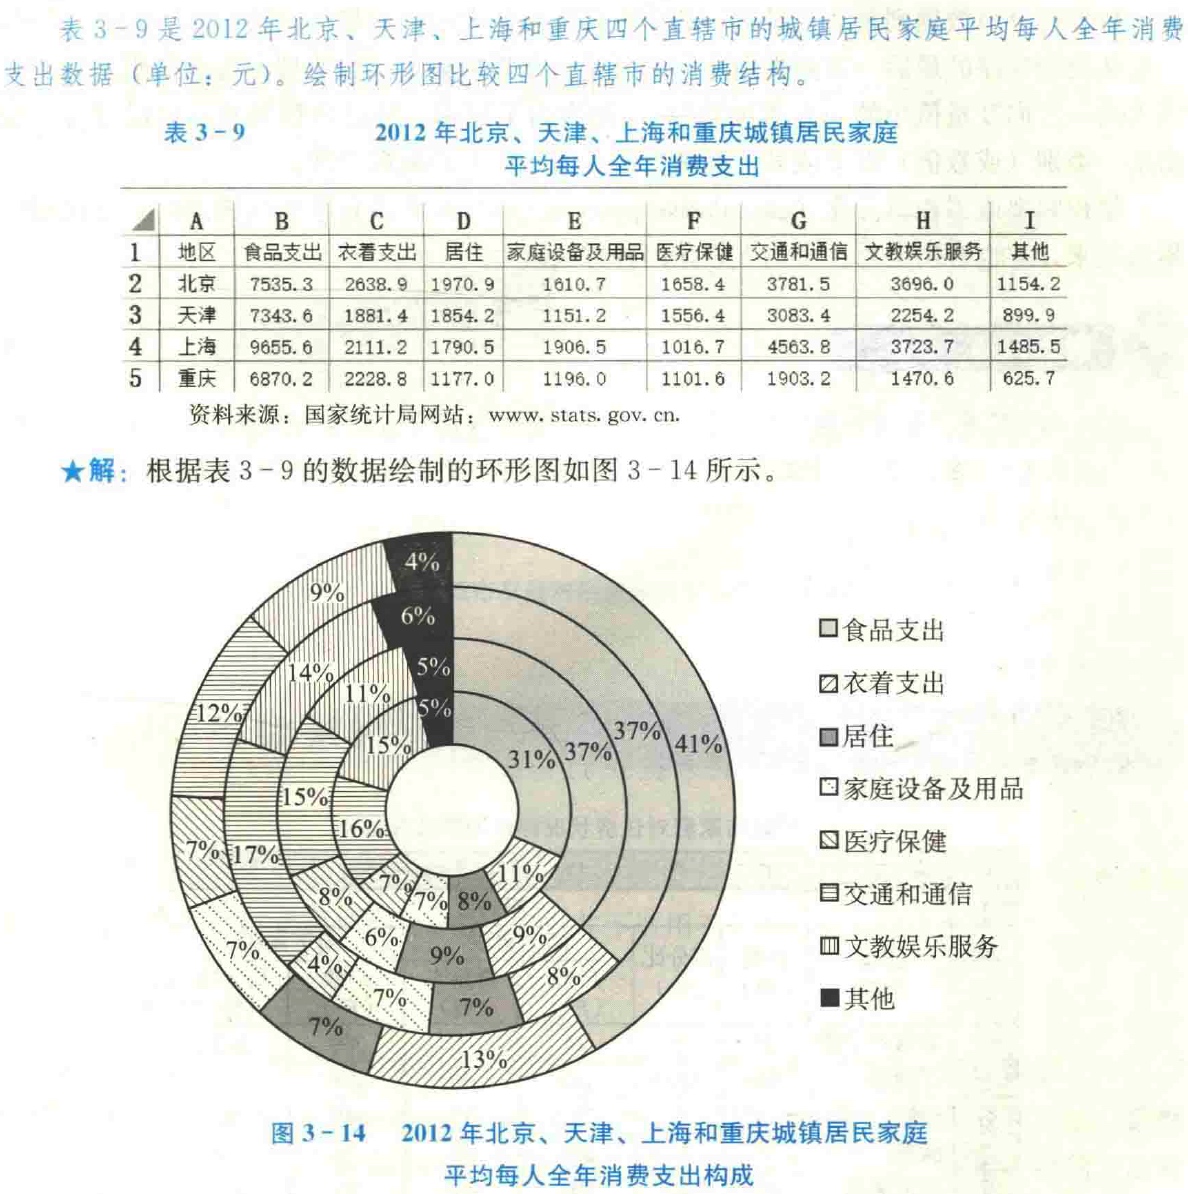 表 3-9 是 2012 年北京、天津、上海和重庆四个直辖市的城镇居民家庭平均每人全年消费
支出数据（单位：元）。绘制环形图比较四个直辖市的消费结构。
表 3-9 2012 年北京、天津、上海和重庆城镇居民家庭
平均每人全年消费支出
A B C D E F G H I
1 地区 食品支出 衣着支出 居住 家庭设备及用品 医疗保健 交通和通信 文教娱乐服务 其他
2 北京 7535.3 2638.9 1970.9 1610.7 1658.4 3781.5 3696.0 1154.2
3 天津 7343.6 1881.4 1854.2 1151.2 1556.4 3083.4 2254.2 899.9
4 上海 9655.6 2111.2 1790.5 1906.5 1016.7 4563.8 3723.7 1485.5
5 重庆 6870.2 2228.8 1177.0 1196.0 1101.6 1903.2 1470.6 625.7
资料来源：国家统计局网站：www.stats.gov.cn.
★解：根据表 3-9 的数据绘制的环形图如图 3-14 所示。
4%
9%
6%
14%
5%
11%
12%
5%
37%
15%
31%
37%
41%
15%
16%
7%
17%
11%
7%
7%
8%
8%
6%
9%
7%
9%
4%
8%
7%
7%
7%
13%
食品支出
衣着支出
居住
家庭设备及用品
医疗保健
交通和通信
文教娱乐服务
其他
图 3-14 2012 年北京、天津、上海和重庆城镇居民家庭
平均每人全年消费支出构成